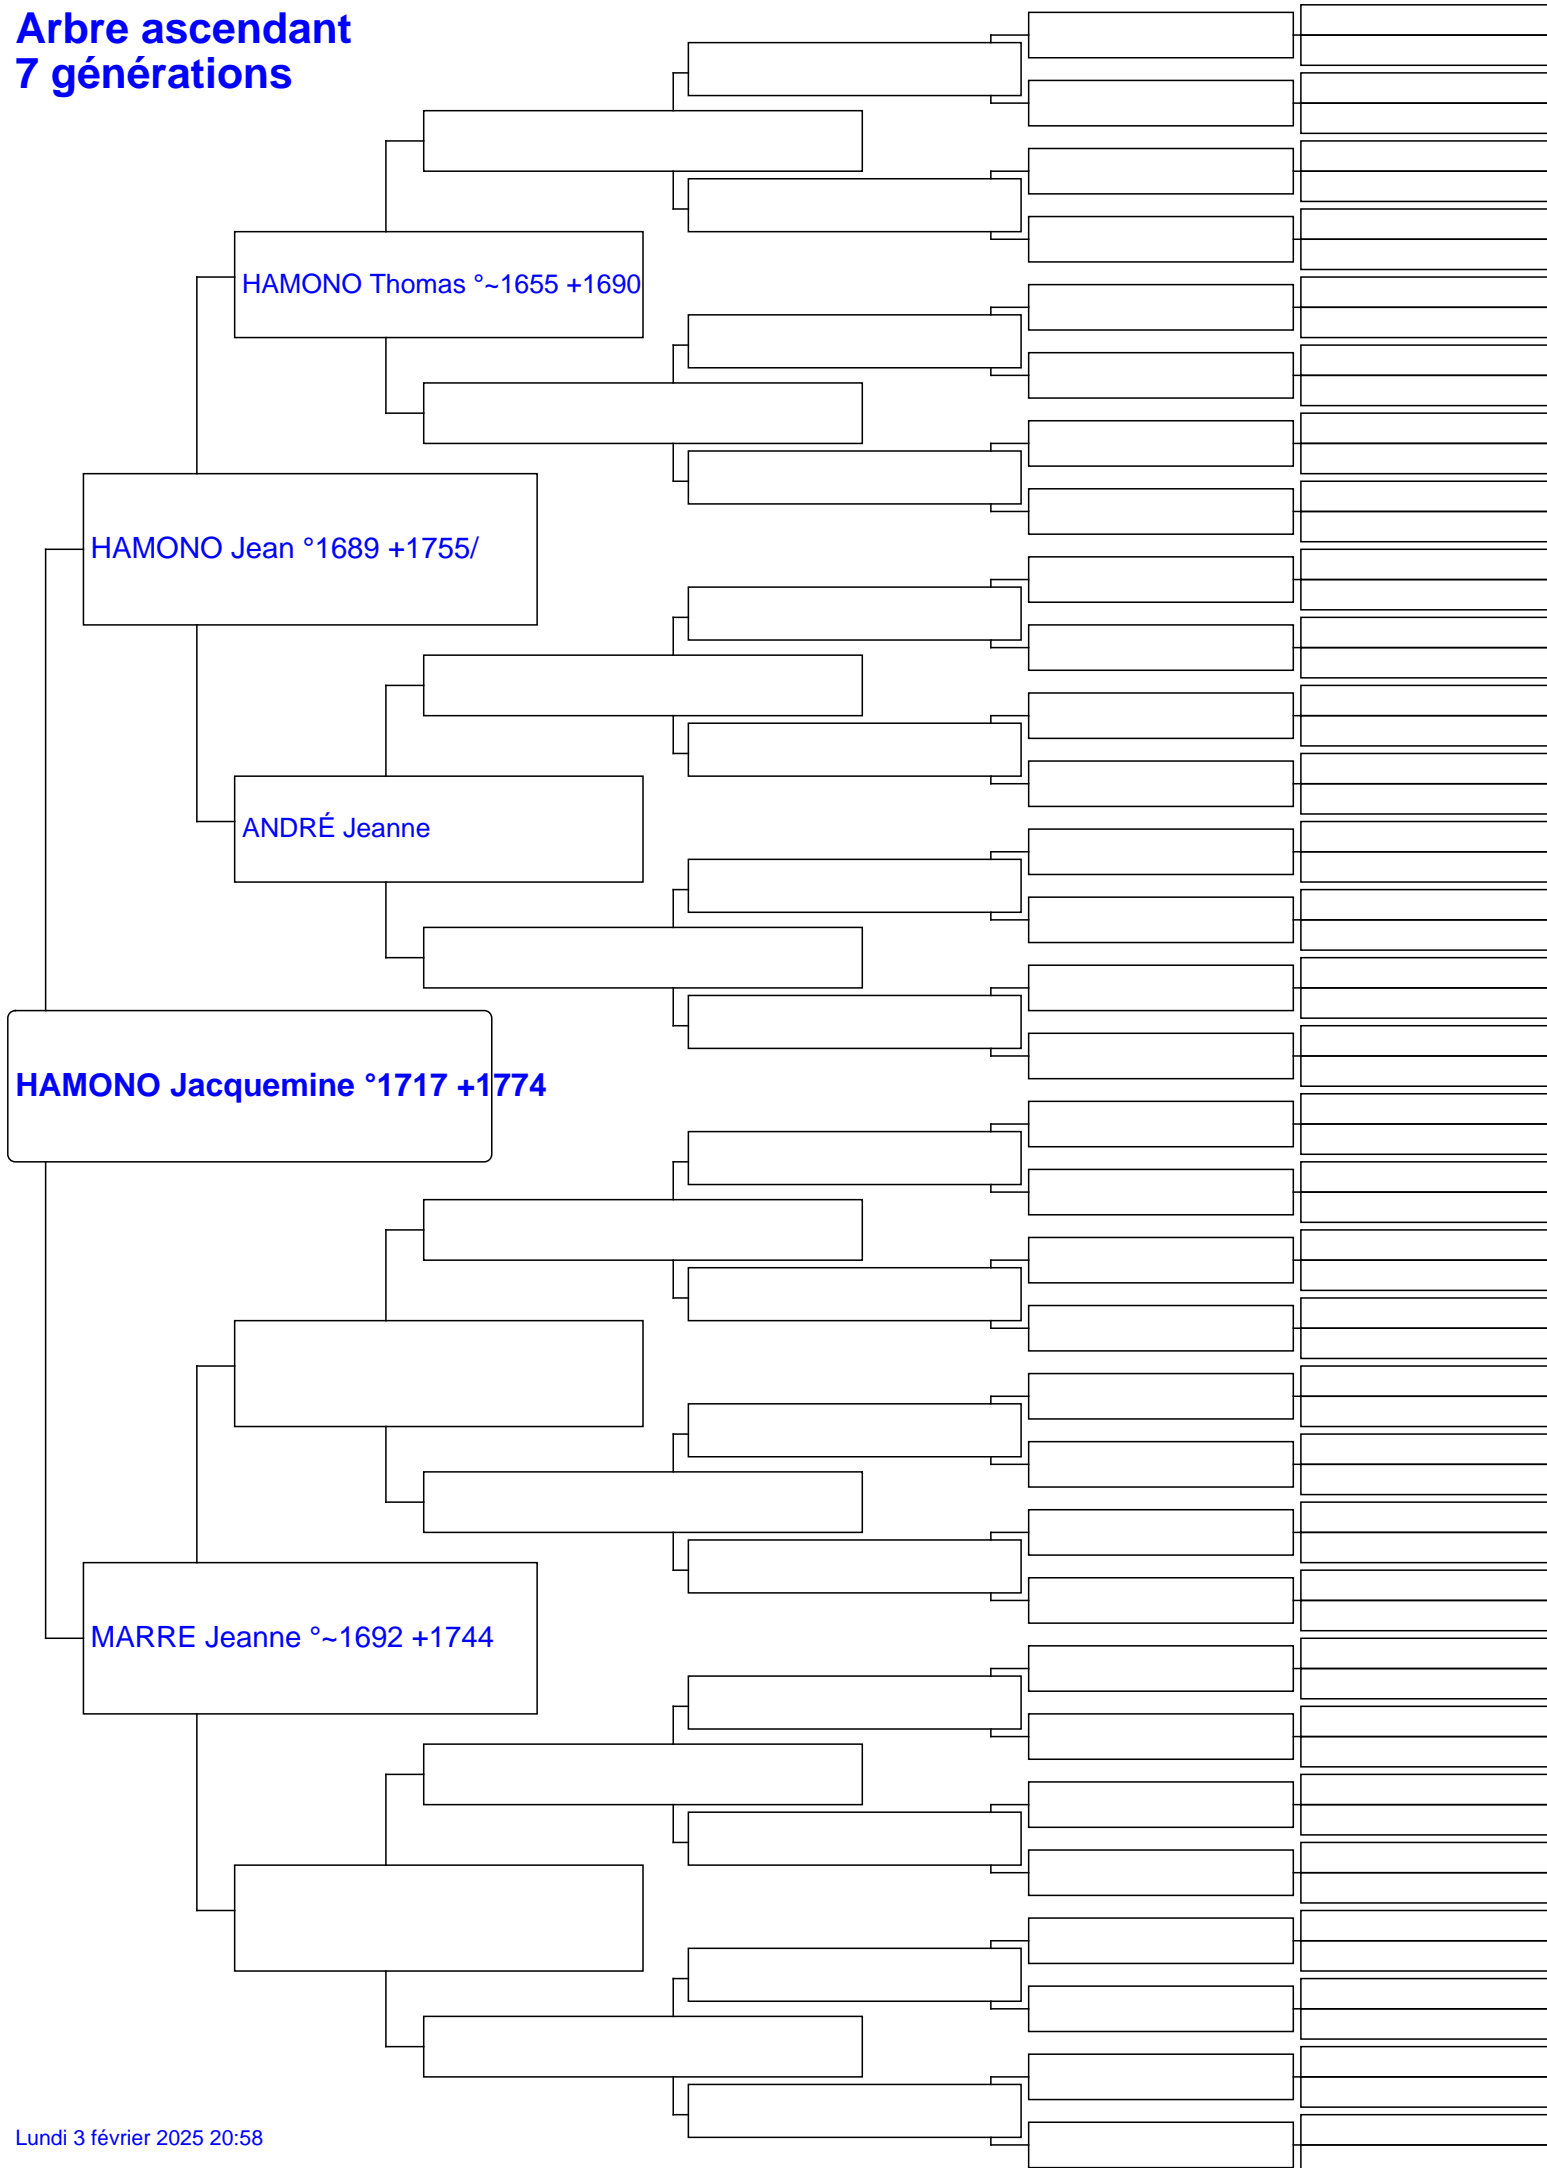 Arbre ascendant
7 générations
HAMONO Thomas °~1655 +1690
HAMONO Jean °1689 +1755/
ANDRÉ Jeanne
HAMONO Jacquemine °1717 +1774
MARRE Jeanne °~1692 +1744
Lundi 3 février 2025 20:58